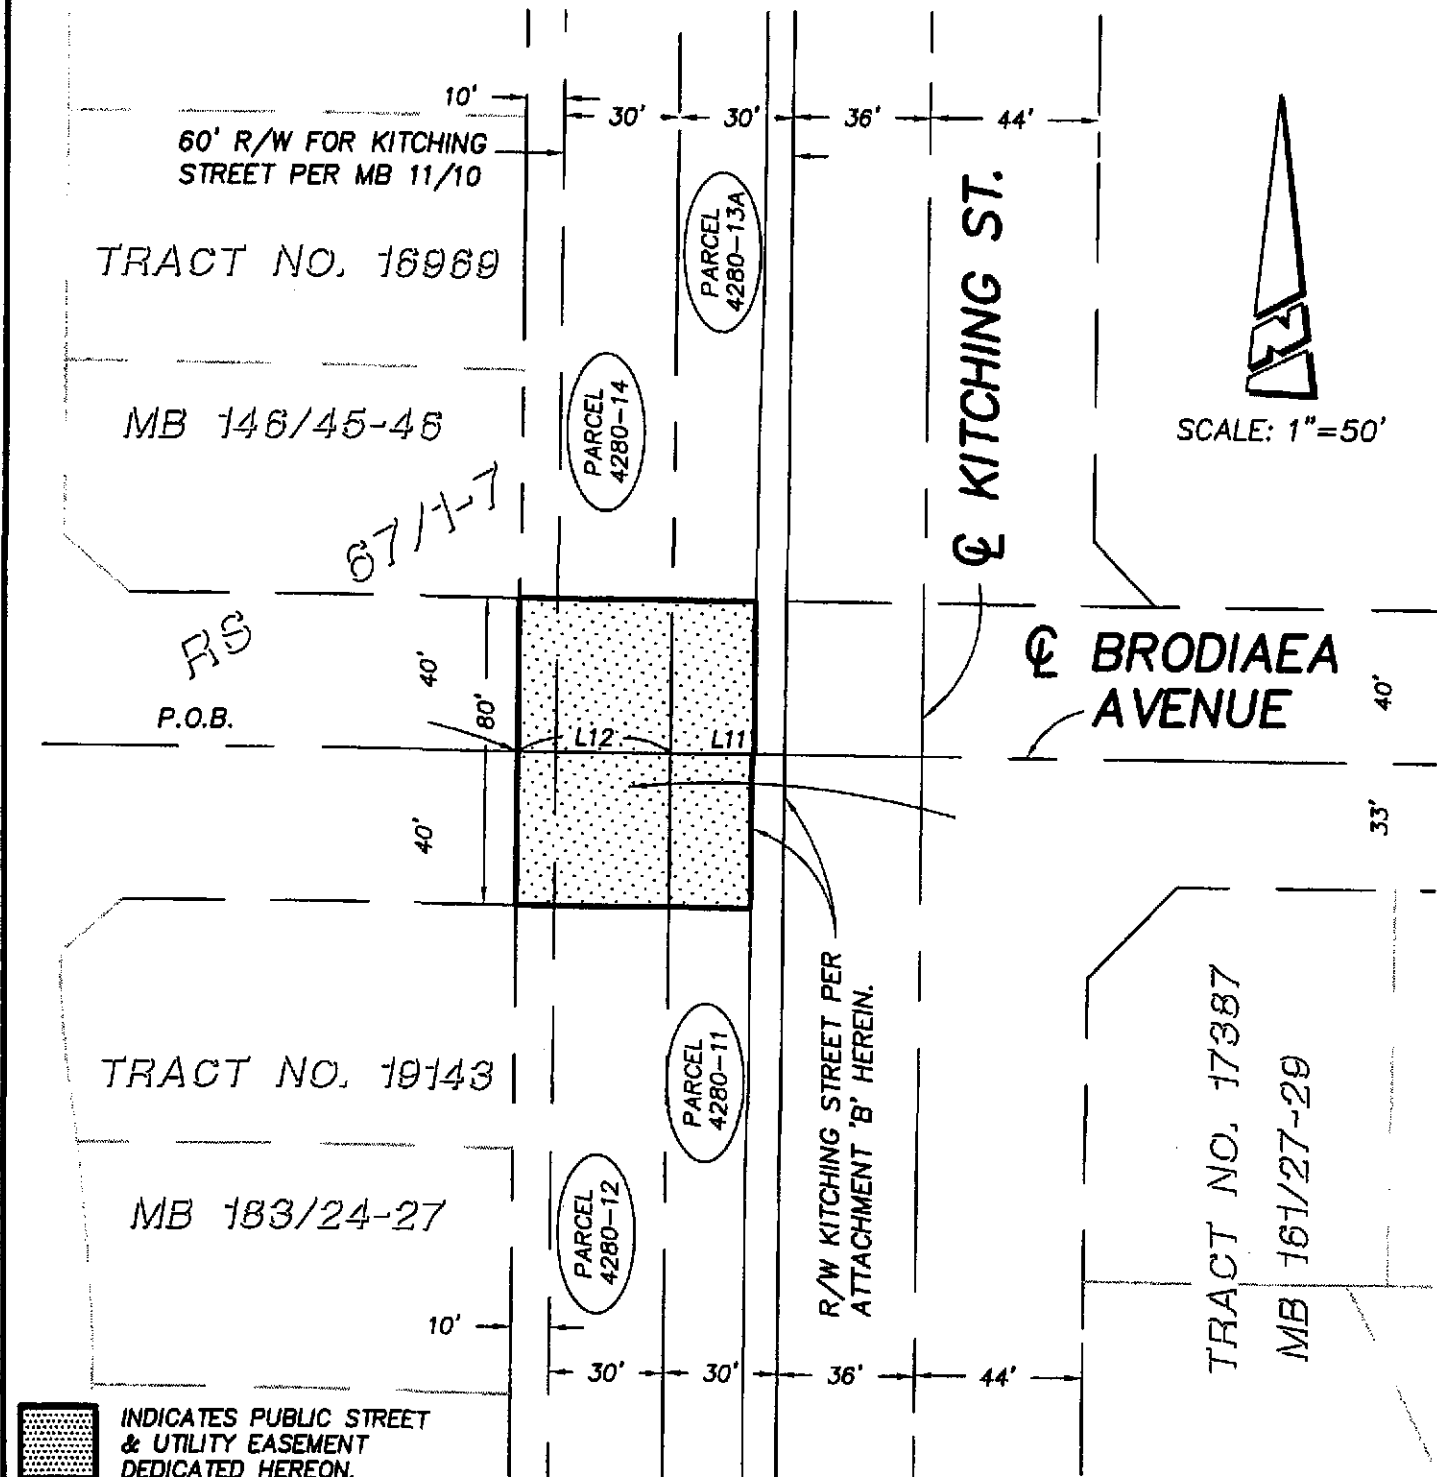 10'
30'
30'
36'
44'
60' R/W FOR KITCHING
STREET PER MB 11/10
TRACT NO. 16969
PARCEL
4280-13A
℄ KITCHING ST.
SCALE: 1"=50'
MB 146/45-46
PARCEL
4280-14
RS 67/1-7
40'
80'
40'
P.O.B.
L12
L11
℄ BRODIAEA
AVENUE
40'
33'
R/W KITCHING STREET PER
ATTACHMENT 'B' HEREIN.
TRACT NO. 19143
PARCEL
4280-11
MB 183/24-27
PARCEL
4280-12
TRACT NO. 17387
MB 161/27-29
10'
30'
30'
36'
44'
INDICATES PUBLIC STREET
& UTILITY EASEMENT
DEDICATED HEREON.